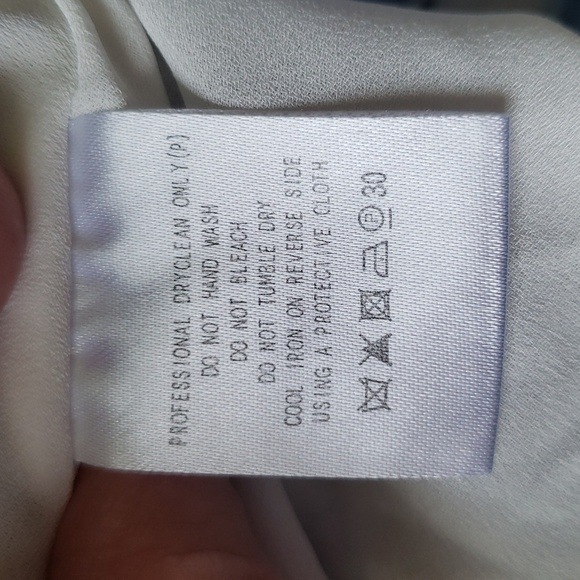 PROFESSIONAL DRYCLEAN ONLY(P)
DO NOT HAND WASH
DO NOT BLEACH
DO NOT TUMBLE DRY
COOL IRON ON REVERSE SIDE
USING A PROTECTIVE CLOTH
P 30